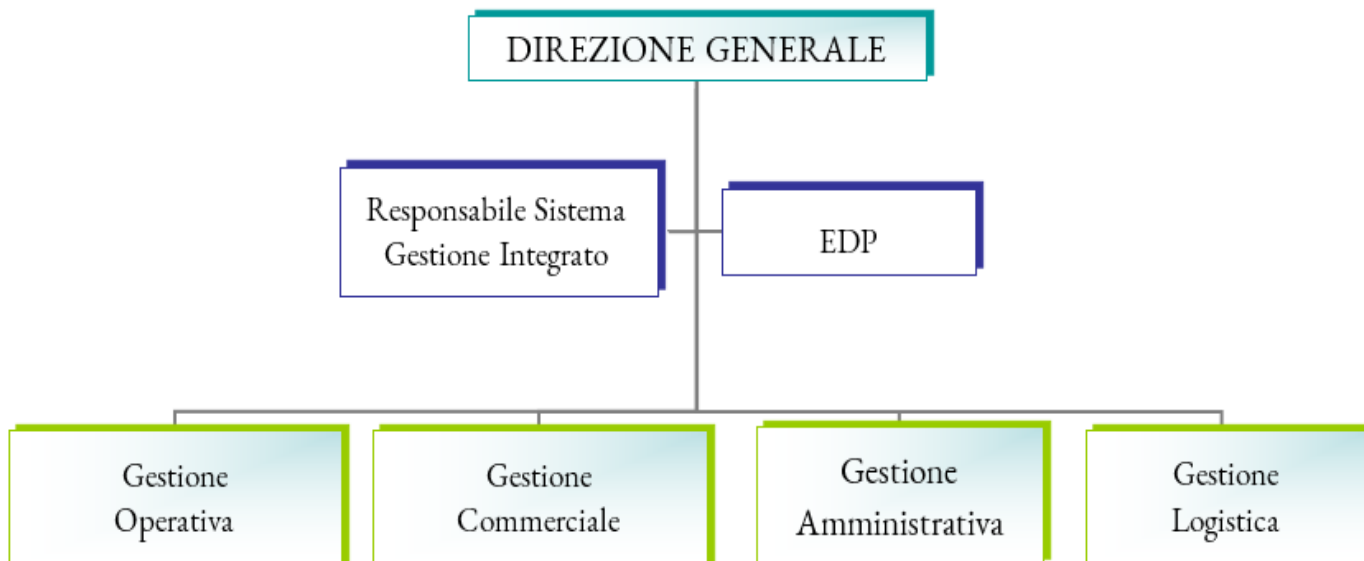 DIREZIONE GENERALE
Responsabile Sistema
Gestione Integrato
EDP
Gestione
Operativa
Gestione
Commerciale
Gestione
Amministrativa
Gestione
Logistica